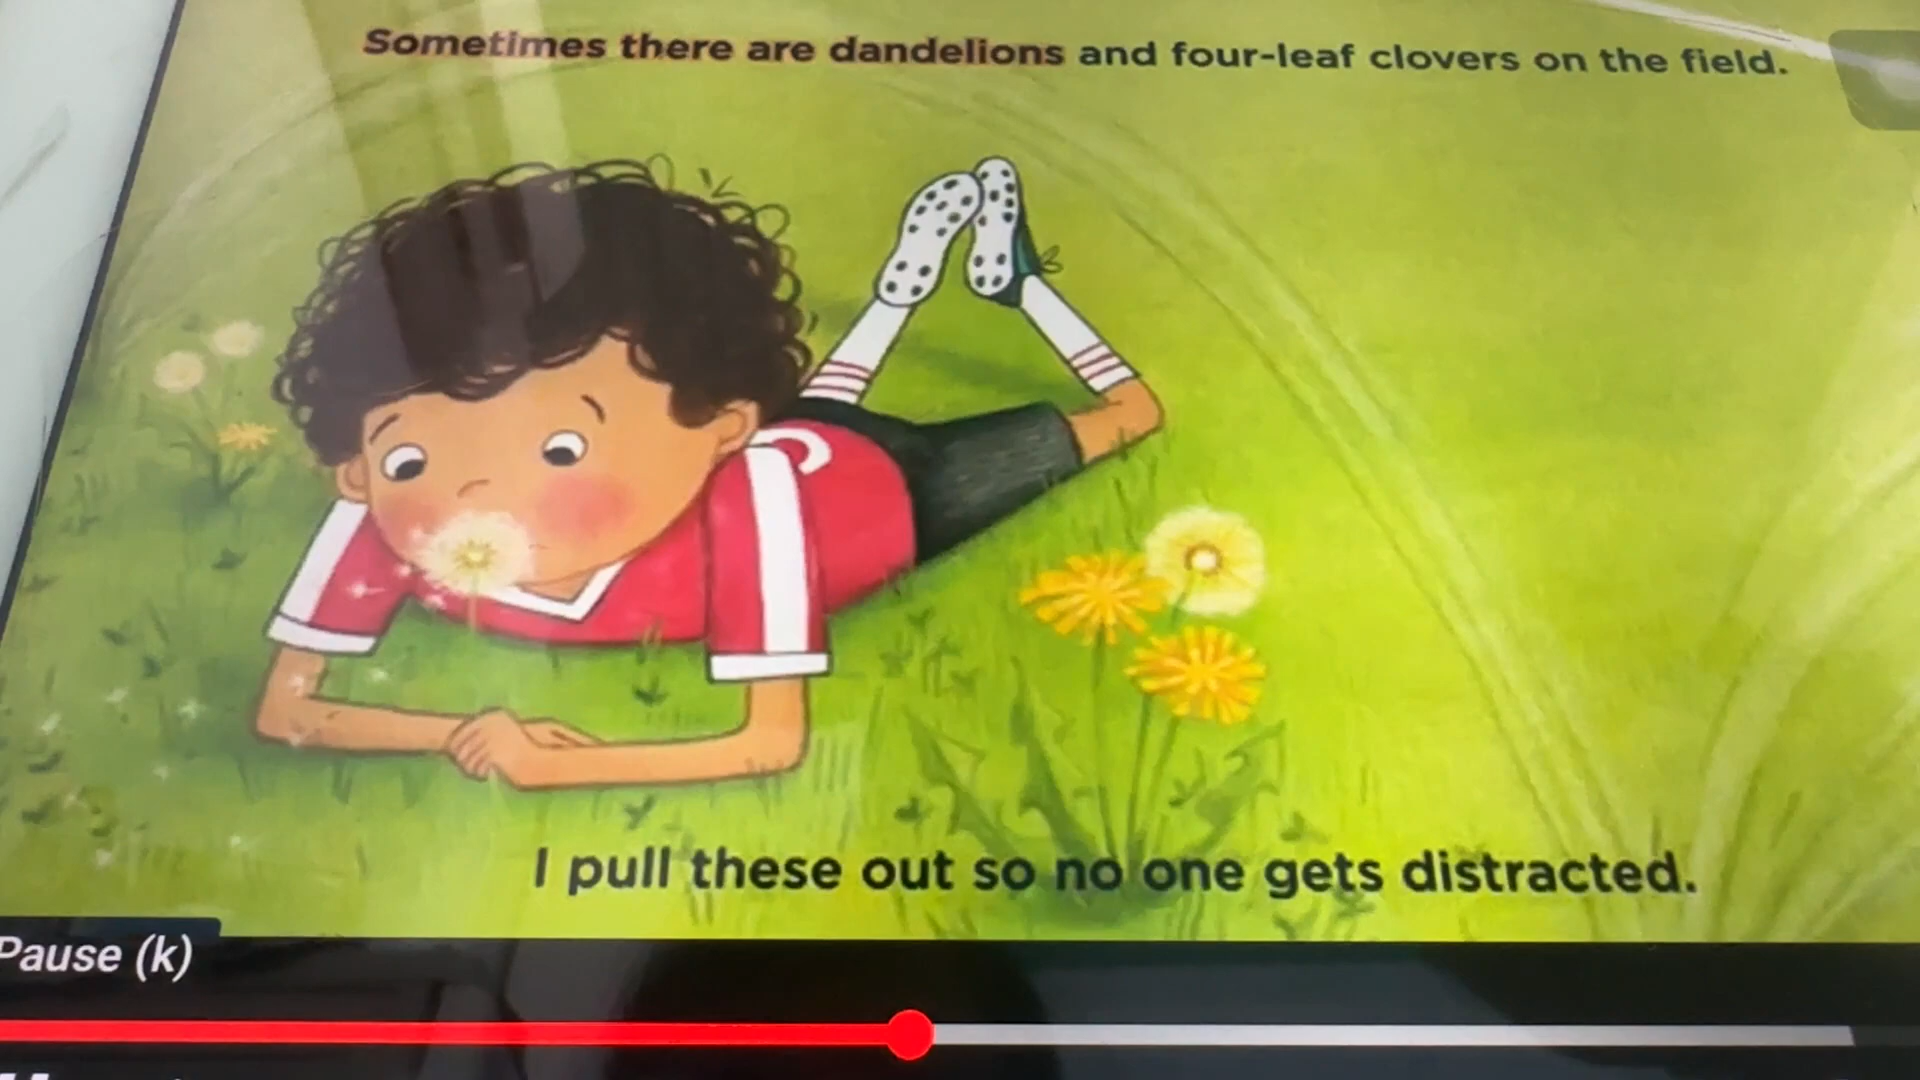 Sometimes there are dandelions and four-leaf clovers on the field.
I pull these out so no one gets distracted.
Pause (k)